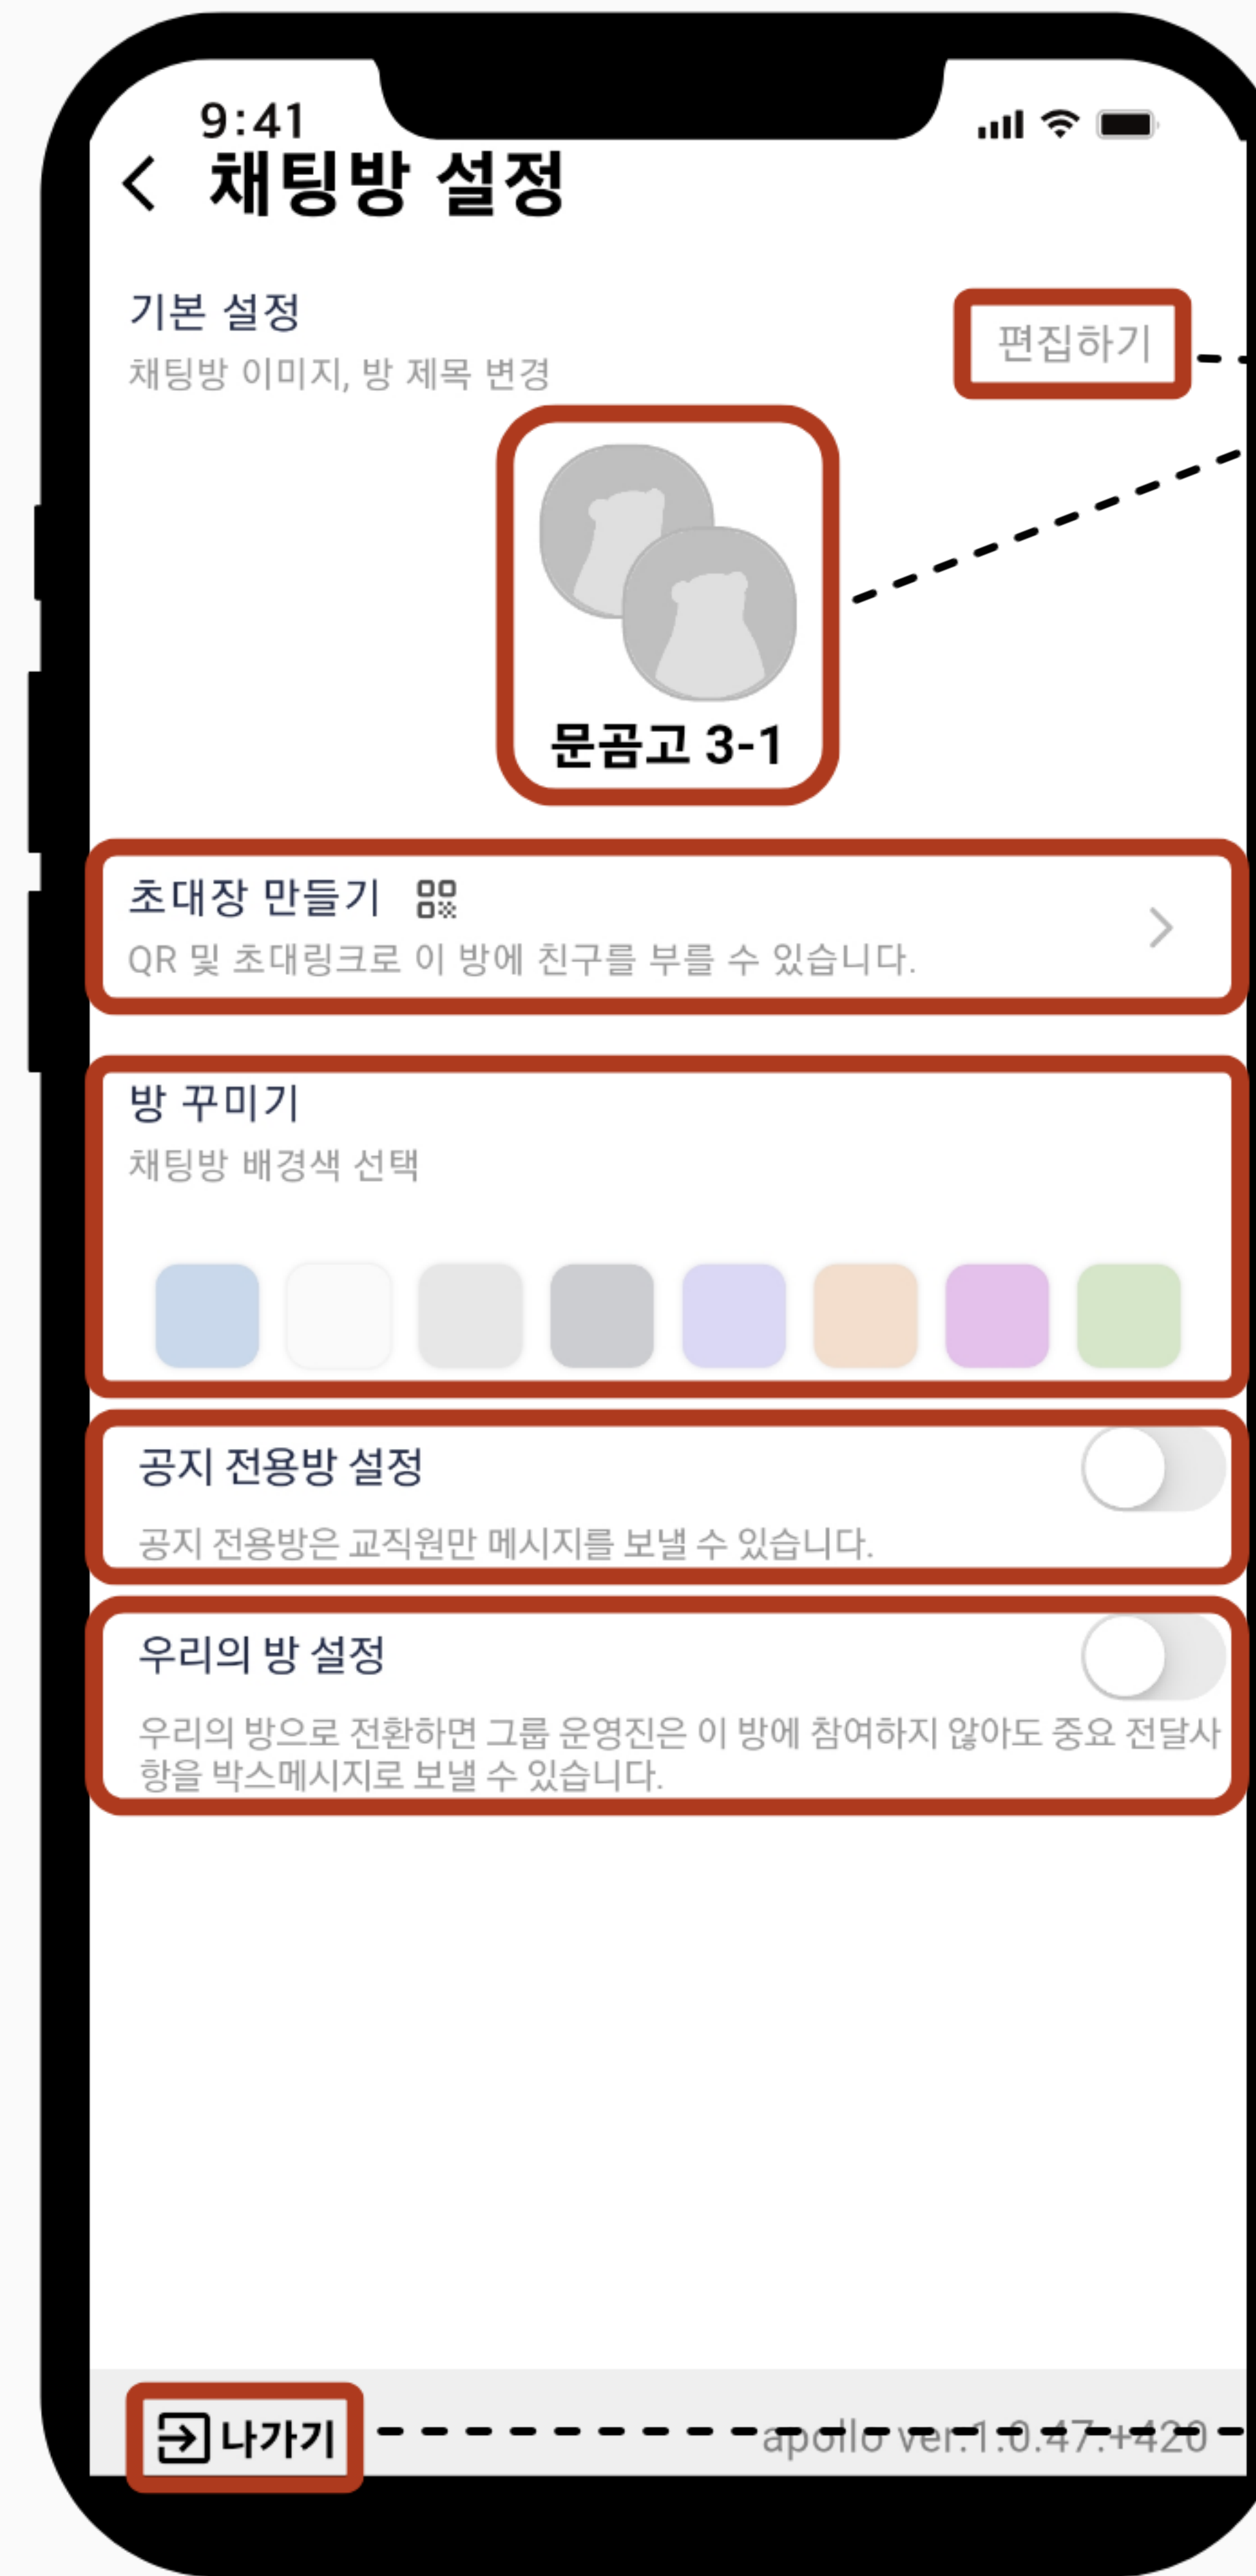 9:41
채팅방 설정
기본 설정
편집하기
채팅방 이미지, 방 제목 변경
문곰고 3-1
초대장 만들기
QR 및 초대링크로 이 방에 친구를 부를 수 있습니다.
방 꾸미기
채팅방 배경색 선택
공지 전용방 설정
공지 전용방은 교직원만 메시지를 보낼 수 있습니다.
우리의 방 설정
우리의 방으로 전환하면 그룹 운영진은 이 방에 참여하지 않아도 중요 전달사
항을 박스메시지로 보낼 수 있습니다.
나가기
apollo ver.1.0.47.+420